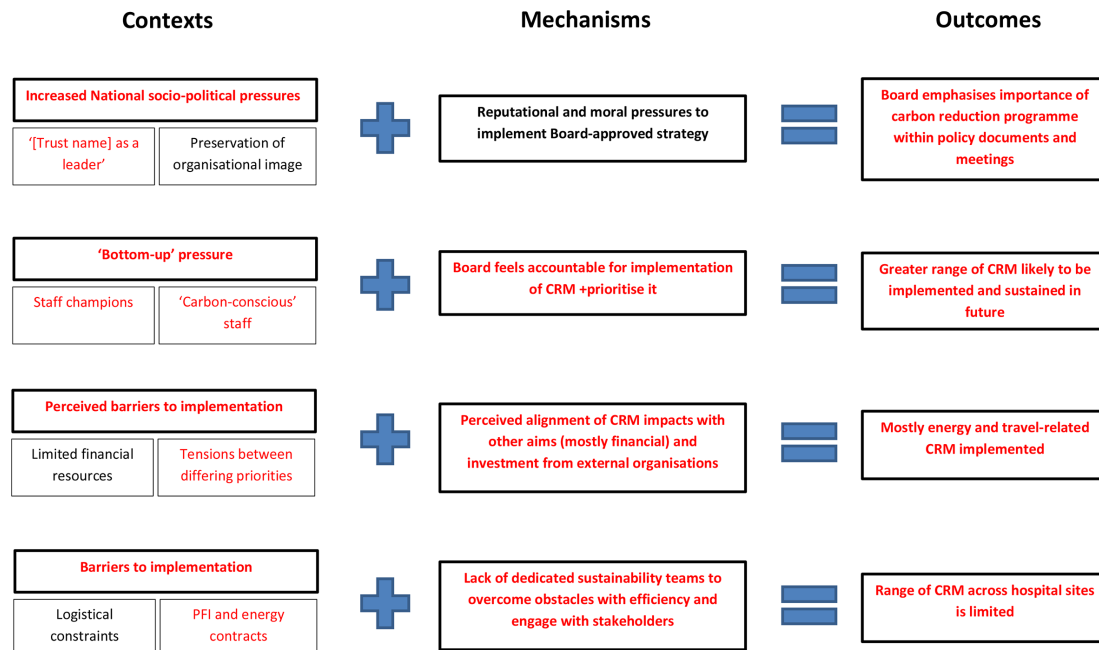 Contexts
Mechanisms
Outcomes
Increased National socio-political pressures
‘[Trust name] as a
leader’
Preservation of
organisational image
Reputational and moral pressures to
implement Board-approved strategy
Board emphasises importance of
carbon reduction programme
within policy documents and
meetings
‘Bottom-up’ pressure
Staff champions
‘Carbon-conscious’
staff
Board feels accountable for implementation
of CRM +prioritise it
Greater range of CRM likely to be
implemented and sustained in
future
Perceived barriers to implementation
Limited financial
resources
Tensions between
differing priorities
Perceived alignment of CRM impacts with
other aims (mostly financial) and
investment from external organisations
Mostly energy and travel-related
CRM implemented
Barriers to implementation
Logistical
constraints
PFI and energy
contracts
Lack of dedicated sustainability teams to
overcome obstacles with efficiency and
engage with stakeholders
Range of CRM across hospital sites
is limited